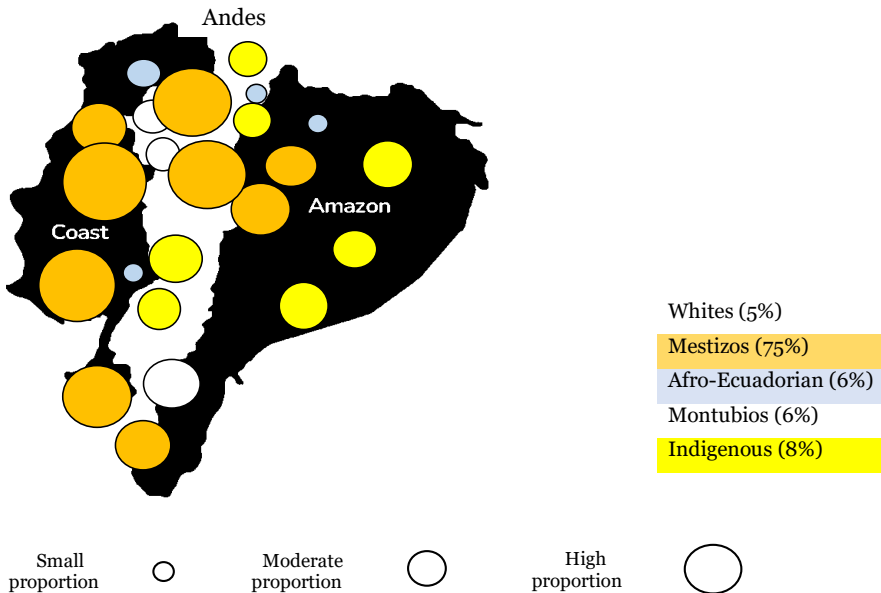 Andes
Coast
Amazon
Whites (5%)
Mestizos (75%)
Afro-Ecuadorian (6%)
Montubios (6%)
Indigenous (8%)
Small proportion
Moderate proportion
High proportion